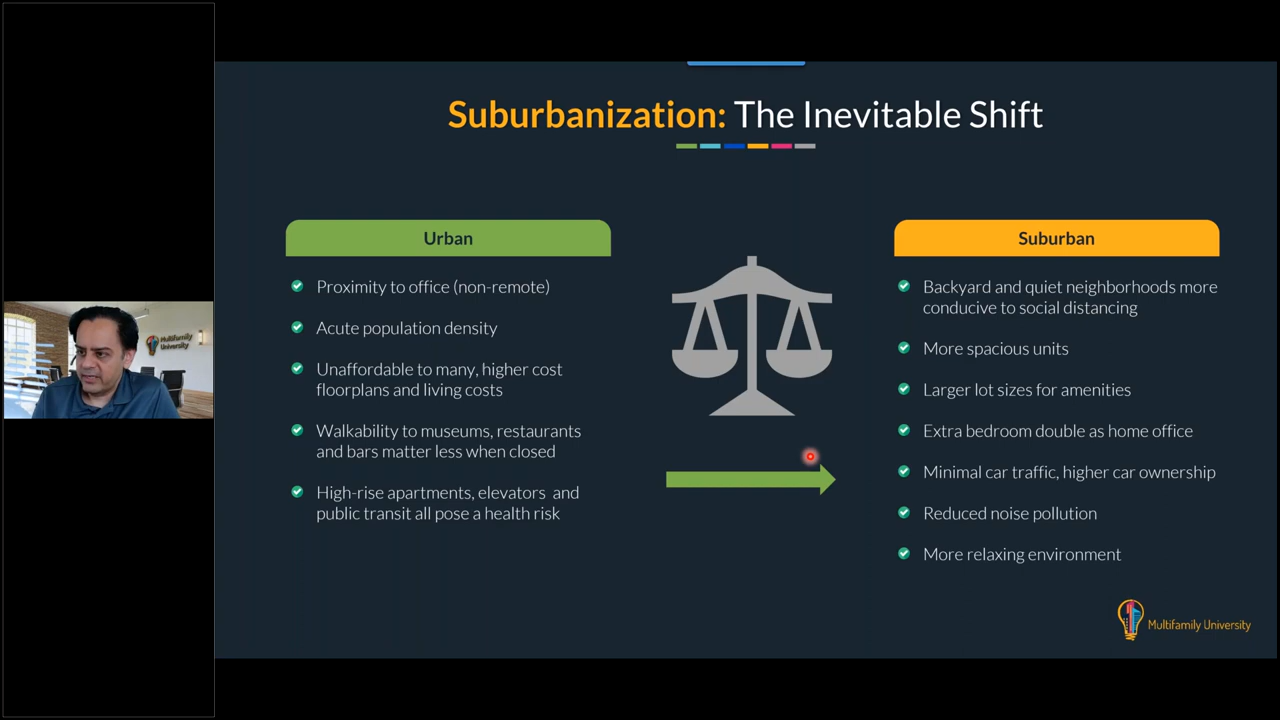 Suburbanization: The Inevitable Shift
Urban
Proximity to office (non-remote)
Acute population density
Unaffordable to many, higher cost
floorplans and living costs
Walkability to museums, restaurants
and bars matter less when closed
High-rise apartments, elevators and
public transit all pose a health risk
Suburban
Backyard and quiet neighborhoods more
conducive to social distancing
More spacious units
Larger lot sizes for amenities
Extra bedroom double as home office
Minimal car traffic, higher car ownership
Reduced noise pollution
More relaxing environment
Multifamily University
Multifamily
University